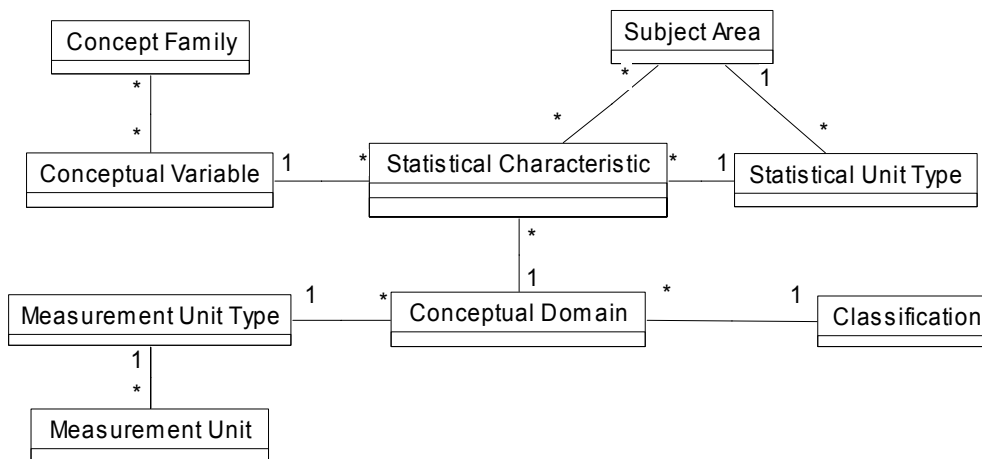 Concept Family
Subject Area
*
*
1
*
*
*
Conceptual Variable
1
*
Statistical Characteristic
*
1
Statistical Unit Type
*
1
Measurement Unit Type
1
*
Conceptual Domain
*
1
Classification
1
*
Measurement Unit